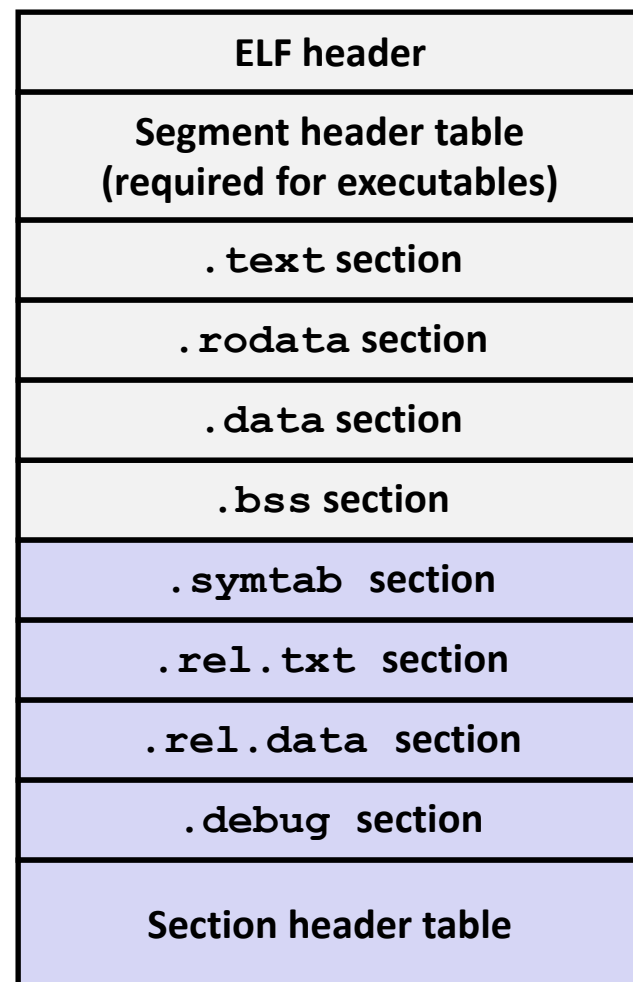 ELF header
Segment header table
(required for executables)
.text section
.rodata section
.data section
.bss section
.symtab section
.rel.txt section
.rel.data section
.debug section
Section header table